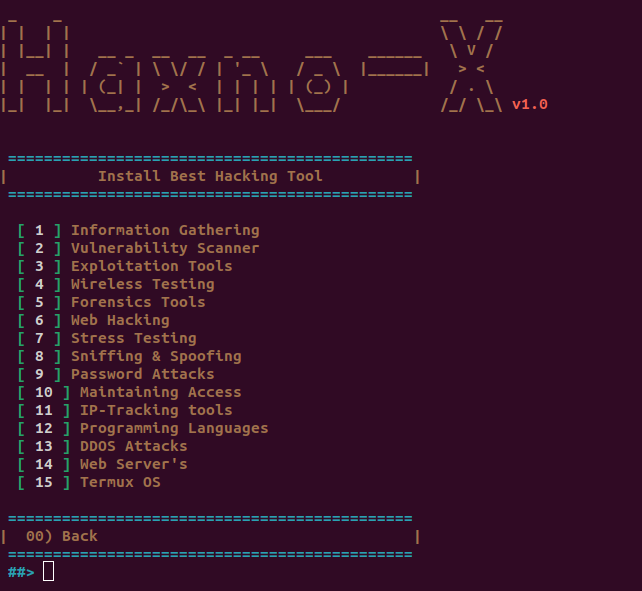 Haxno-X v1.0
==============================================
| Install Best Hacking Tool |
==============================================
[ 1 ] Information Gathering
[ 2 ] Vulnerability Scanner
[ 3 ] Exploitation Tools
[ 4 ] Wireless Testing
[ 5 ] Forensics Tools
[ 6 ] Web Hacking
[ 7 ] Stress Testing
[ 8 ] Sniffing & Spoofing
[ 9 ] Password Attacks
[ 10 ] Maintaining Access
[ 11 ] IP-Tracking tools
[ 12 ] Programming Languages
[ 13 ] DDOS Attacks
[ 14 ] Web Server's
[ 15 ] Termux OS
==============================================
| 00) Back |
==============================================
##>